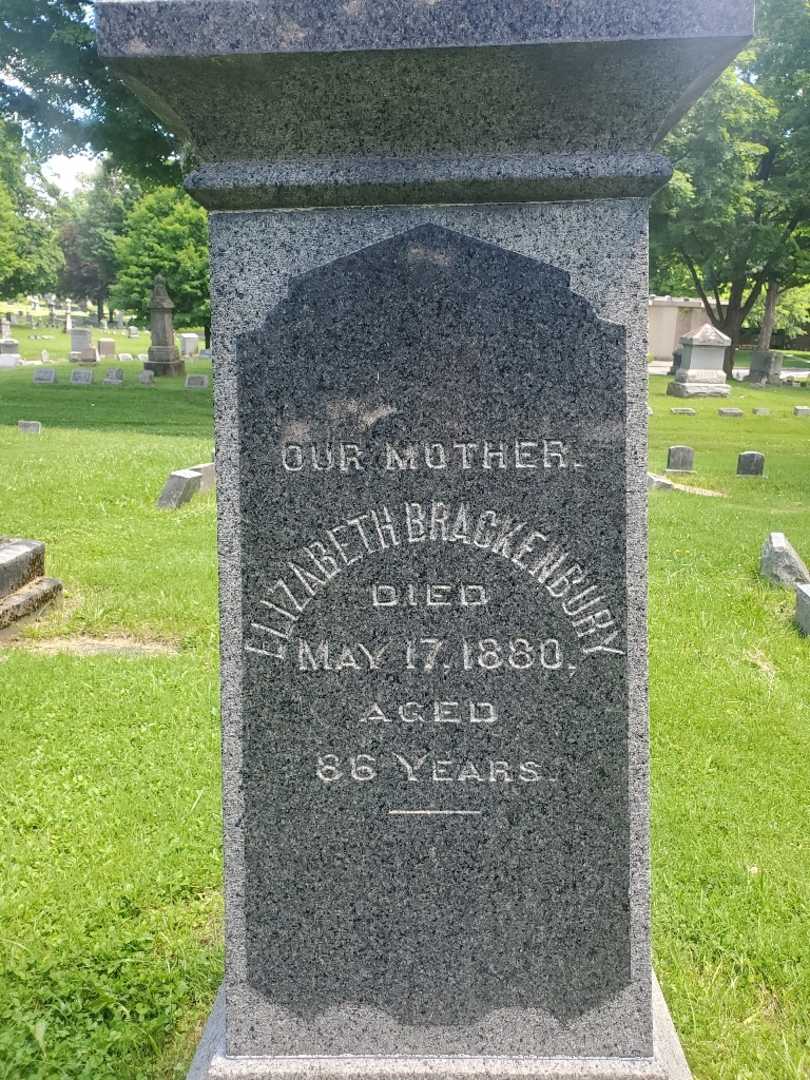 OUR MOTHER.
ELIZABETH BRACKENBURY
DIED
MAY 17, 1880,
AGED
86 YEARS.